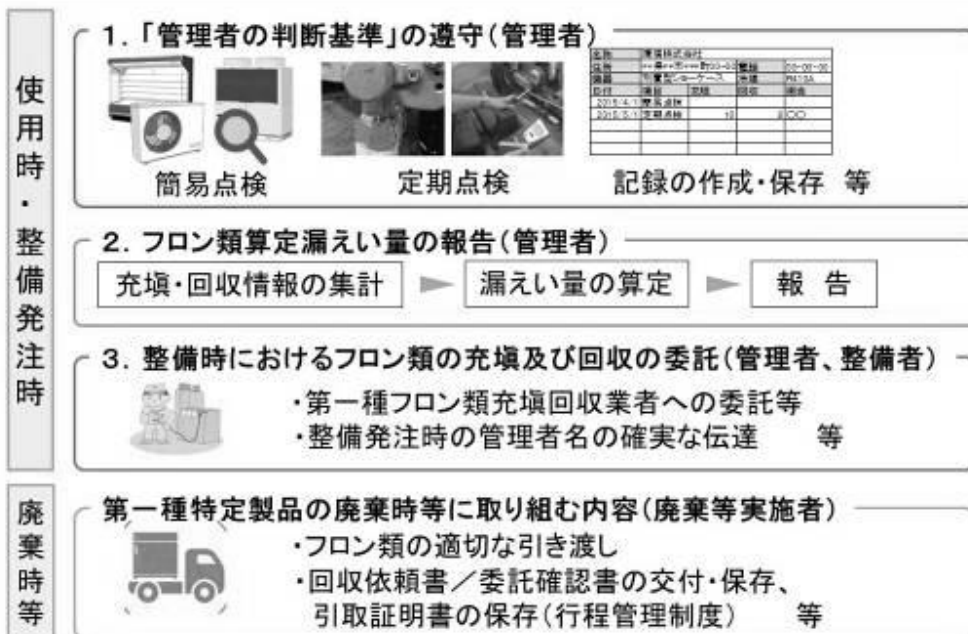 使用時・整備発注時
1.「管理者の判断基準」の遵守(管理者)
簡易点検
定期点検
記録の作成・保存 等
2. フロン類算定漏えい量の報告(管理者)
充塡・回収情報の集計
漏えい量の算定
報 告
3. 整備時におけるフロン類の充塡及び回収の委託(管理者、整備者)
・第一種フロン類充塡回収業者への委託等
・整備発注時の管理者名の確実な伝達 等
廃棄時等
第一種特定製品の廃棄時等に取り組む内容(廃棄等実施者)
・フロン類の適切な引き渡し
・回収依頼書/委託確認書の交付・保存、
引取証明書の保存(行程管理制度) 等